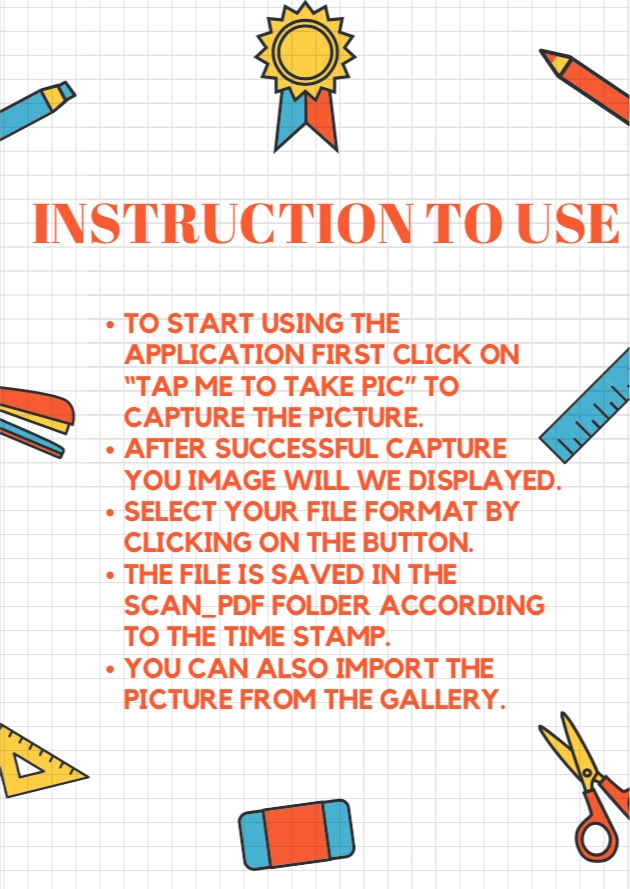 INSTRUCTION TO USE
• TO START USING THE
APPLICATION FIRST CLICK ON
“TAP ME TO TAKE PIC” TO
CAPTURE THE PICTURE.
• AFTER SUCCESSFUL CAPTURE
YOU IMAGE WILL WE DISPLAYED.
• SELECT YOUR FILE FORMAT BY
CLICKING ON THE BUTTON.
• THE FILE IS SAVED IN THE
SCAN_PDF FOLDER ACCORDING
TO THE TIME STAMP.
• YOU CAN ALSO IMPORT THE
PICTURE FROM THE GALLERY.